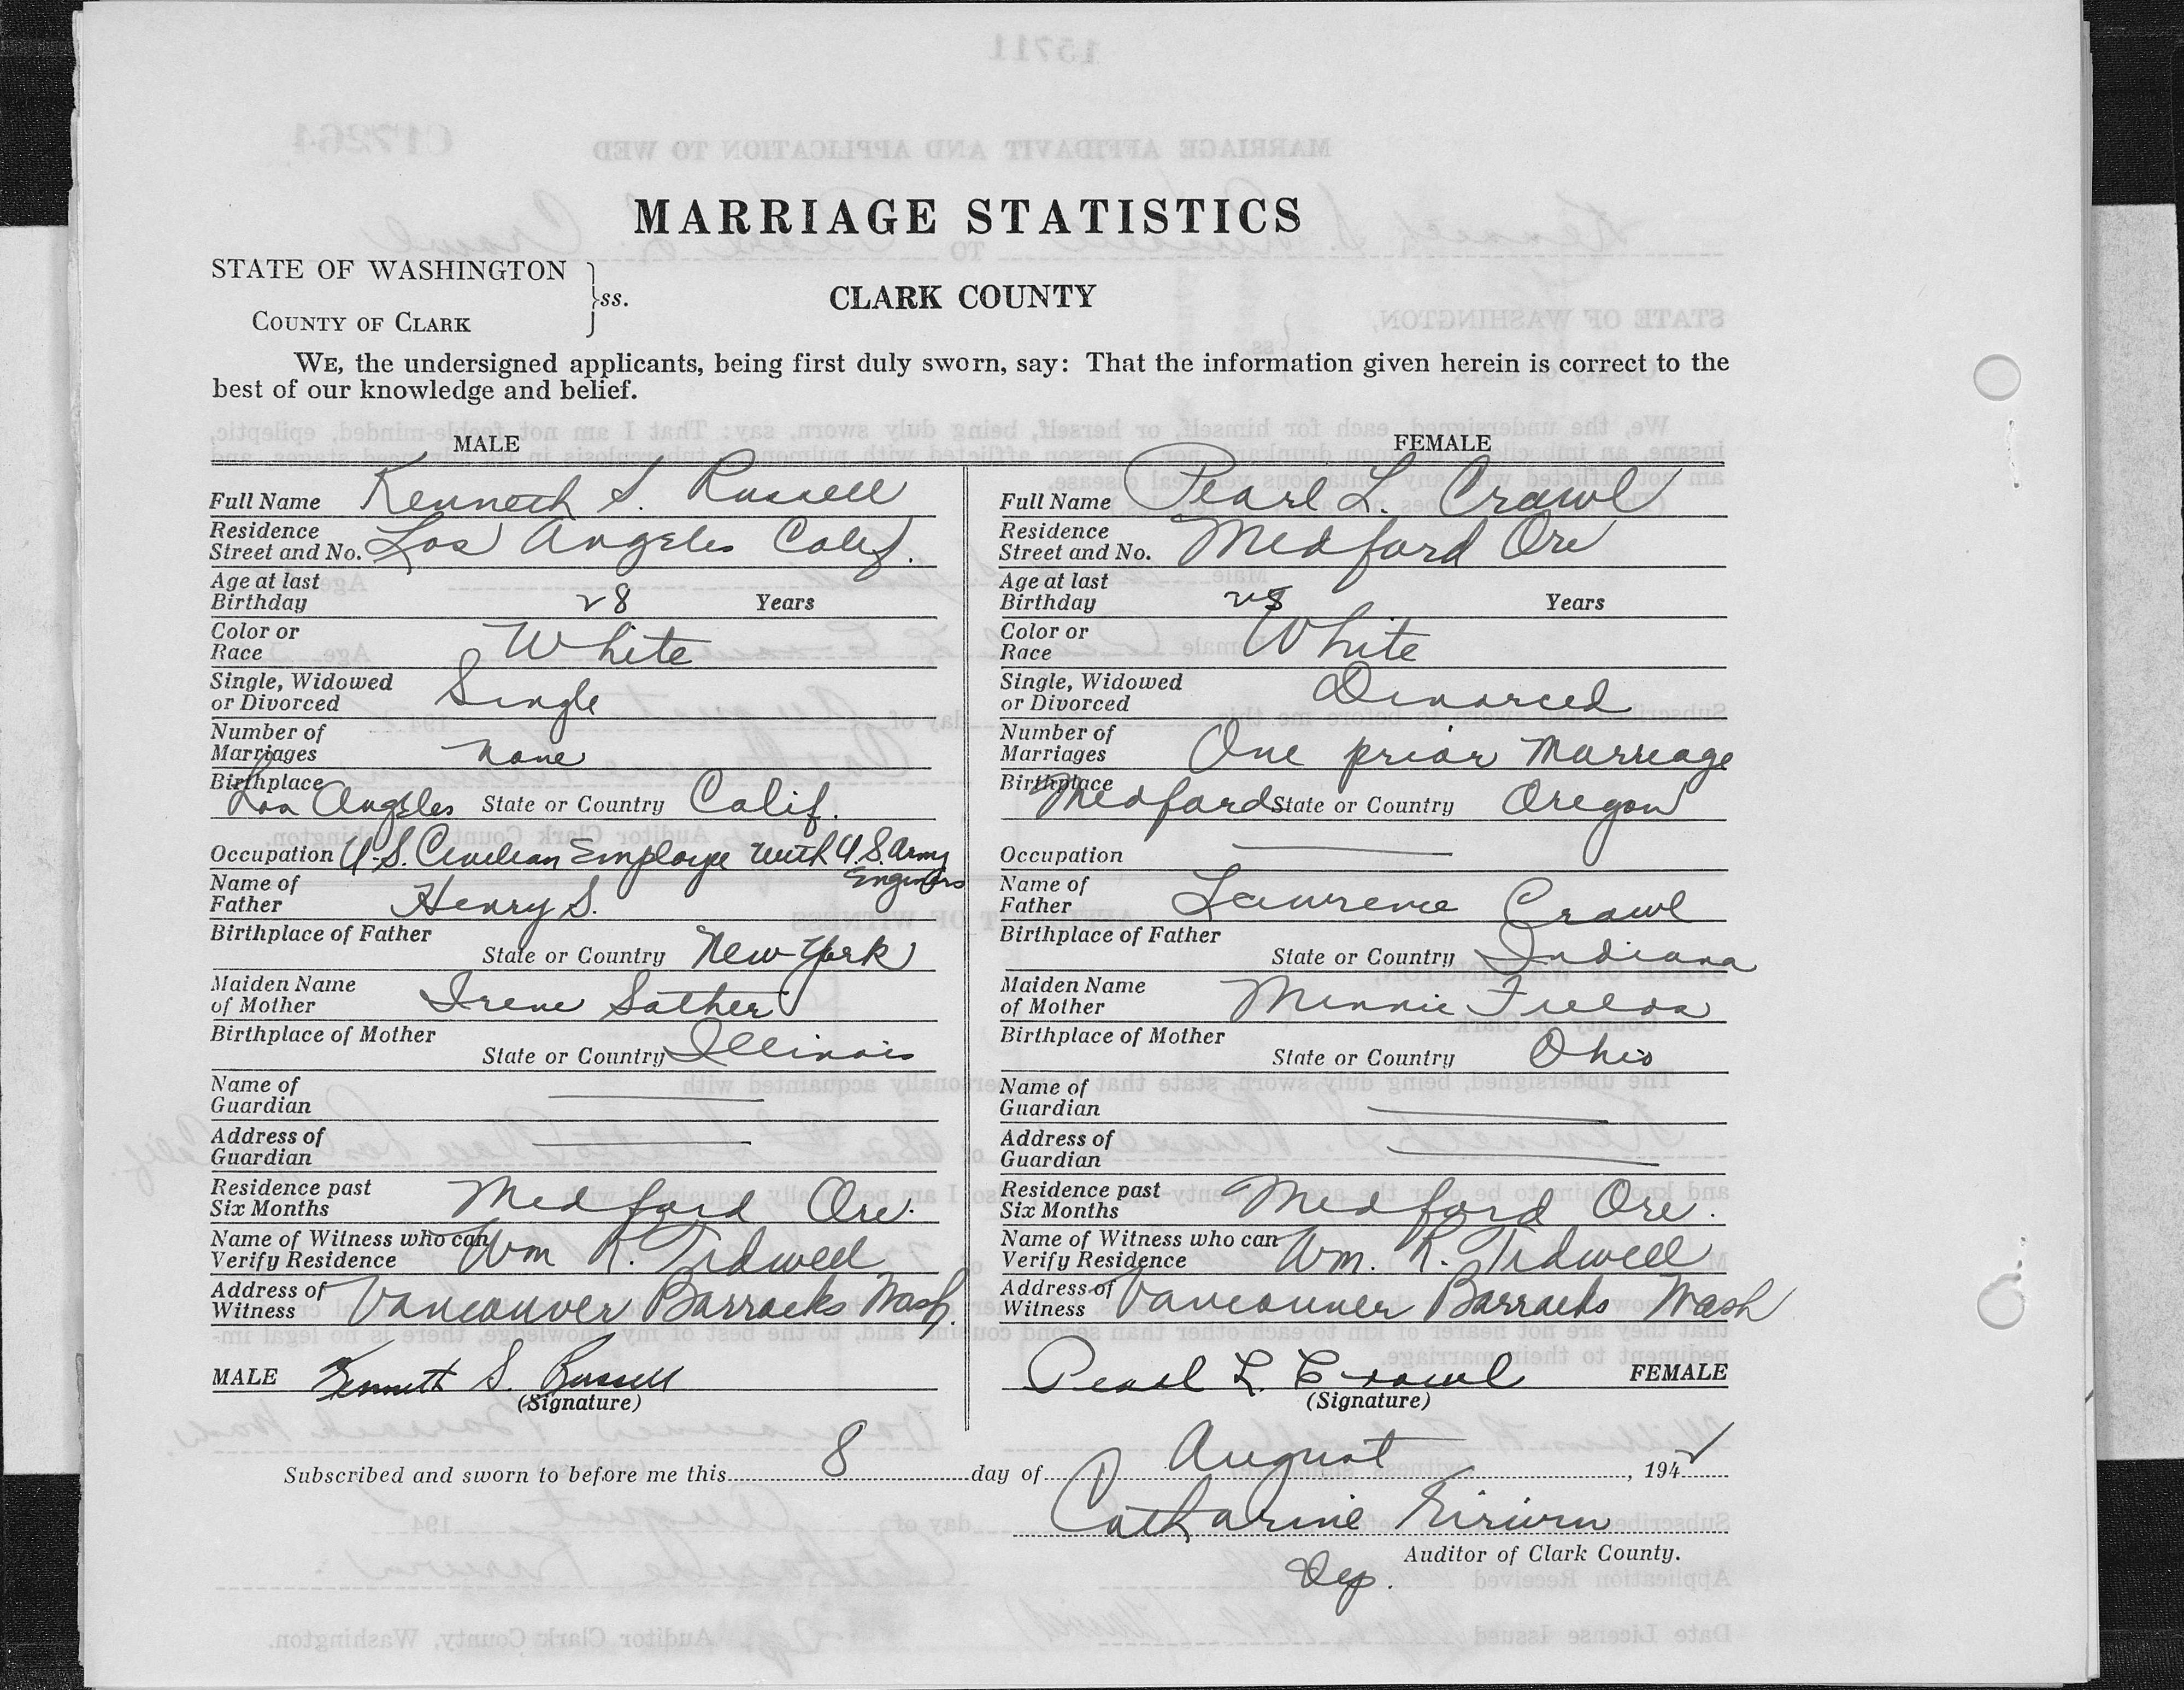 MARRIAGE STATISTICS
STATE OF WASHINGTON
ss.
CLARK COUNTY
COUNTY OF CLARK
WE, the undersigned applicants, being first duly sworn, say: That the information given herein is correct to the
best of our knowledge and belief.
MALE
Full Name Kenneth S. Russell
Residence Street and No. Los Angeles Calif.
Age at last Birthday 28 Years
Color or Race White
Single, Widowed or Divorced Single
Number of Marriages None
Birthplace Los Angeles State or Country Calif.
Occupation U.S. Civilian Employe with U.S. Army Engineers
Name of Father Henry S.
Birthplace of Father State or Country New York
Maiden Name of Mother Irene Sather
Birthplace of Mother State or Country Illinois
Name of Guardian
Address of Guardian
Residence past Six Months Medford Ore.
Name of Witness who can Verify Residence Wm R. Tidwell
Address of Witness Vancouver Barracks Wash.
MALE Kenneth S. Russell
(Signature)
FEMALE
Full Name Pearl L. Crawl
Residence Street and No. Medford Ore
Age at last Birthday Years
Color or Race White
Single, Widowed or Divorced Divorced
Number of Marriages One prior Marriage
Birthplace Medford State or Country Oregon
Occupation
Name of Father Lawrence Crawl
Birthplace of Father State or Country Indiana
Maiden Name of Mother Minnie Fields
Birthplace of Mother State or Country Ohio
Name of Guardian
Address of Guardian
Residence past Six Months Medford Ore.
Name of Witness who can Verify Residence Wm. R. Tidwell
Address of Witness Vancouver Barracks Wash
Pearl L. Crawl FEMALE
(Signature)
Subscribed and sworn to before me this 8 day of August, 1942
Catharine
Auditor of Clark County.
Dep.